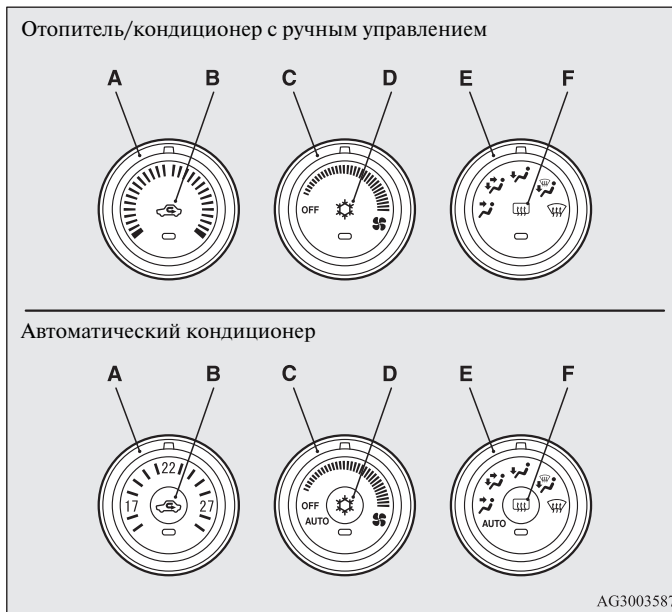 Отопитель/кондиционер с ручным управлением
A B C D E F
OFF
Автоматический кондиционер
A B C D E F
22
17 27
OFF
AUTO
AUTO
AG3003587